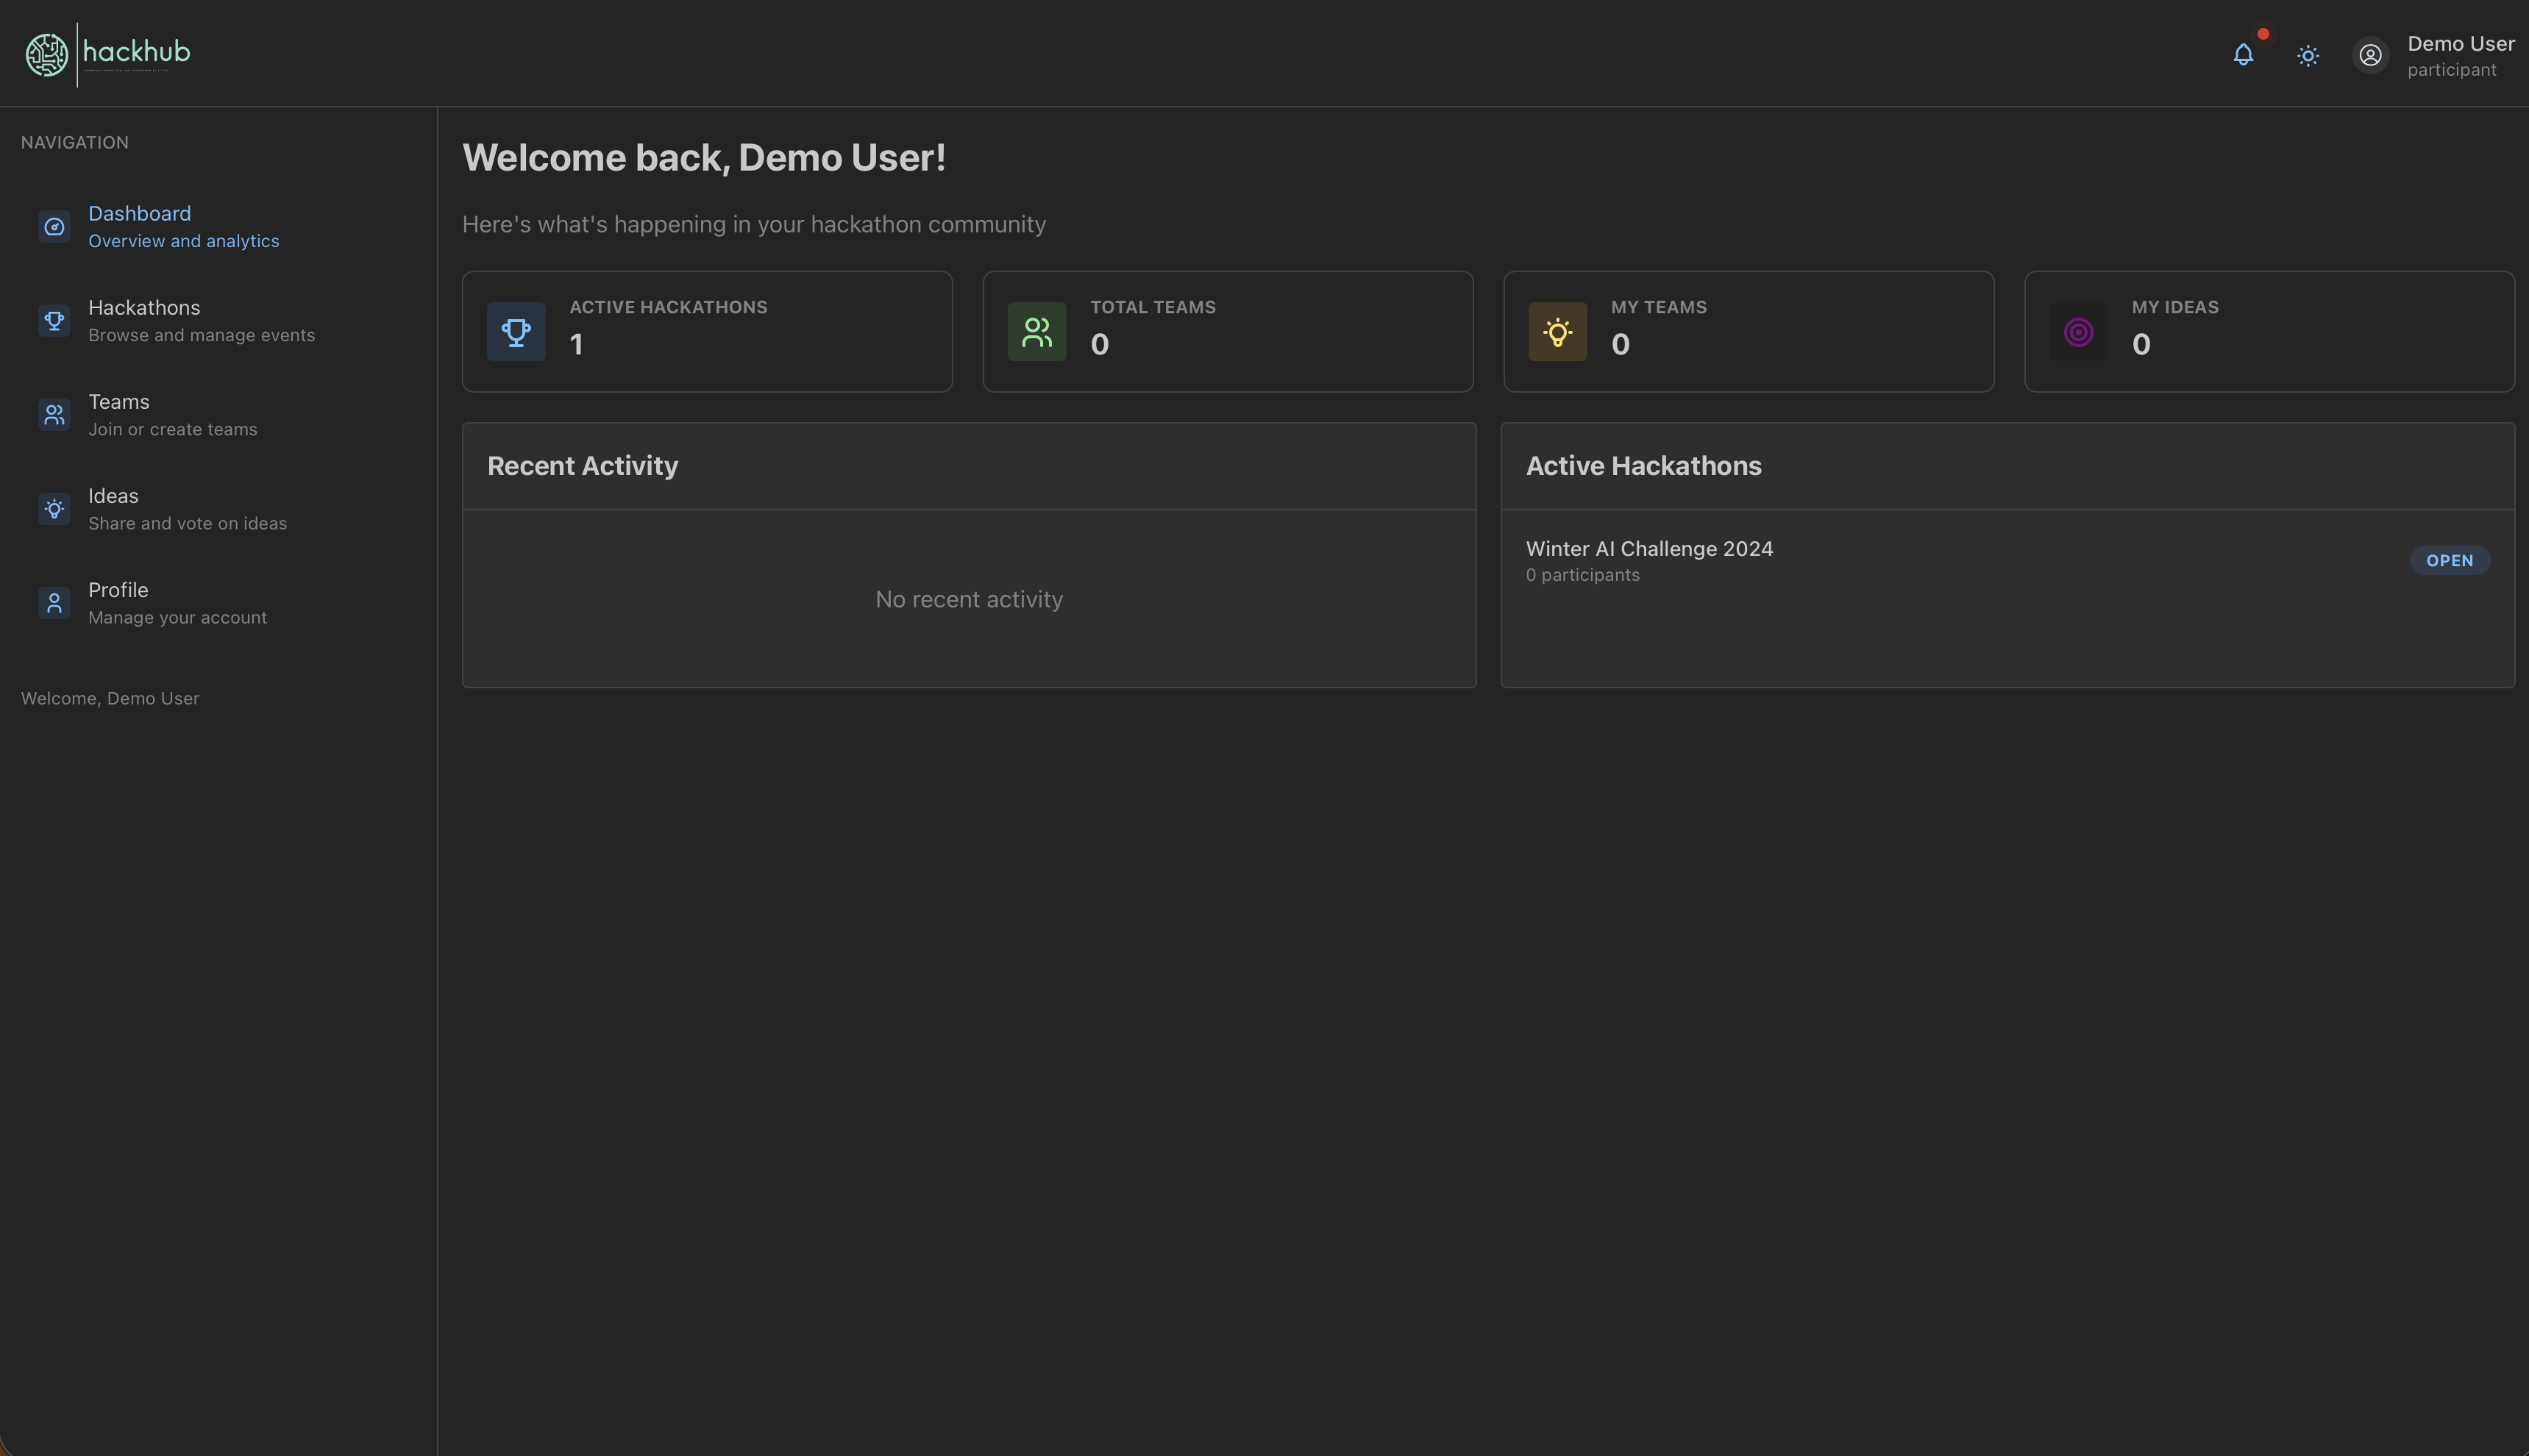 hackhub
Demo User
participant
NAVIGATION
Dashboard
Overview and analytics
Hackathons
Browse and manage events
Teams
Join or create teams
Ideas
Share and vote on ideas
Profile
Manage your account
Welcome, Demo User
Welcome back, Demo User!
Here's what's happening in your hackathon community
ACTIVE HACKATHONS
1
TOTAL TEAMS
0
MY TEAMS
0
MY IDEAS
0
Recent Activity
No recent activity
Active Hackathons
Winter AI Challenge 2024
0 participants
OPEN